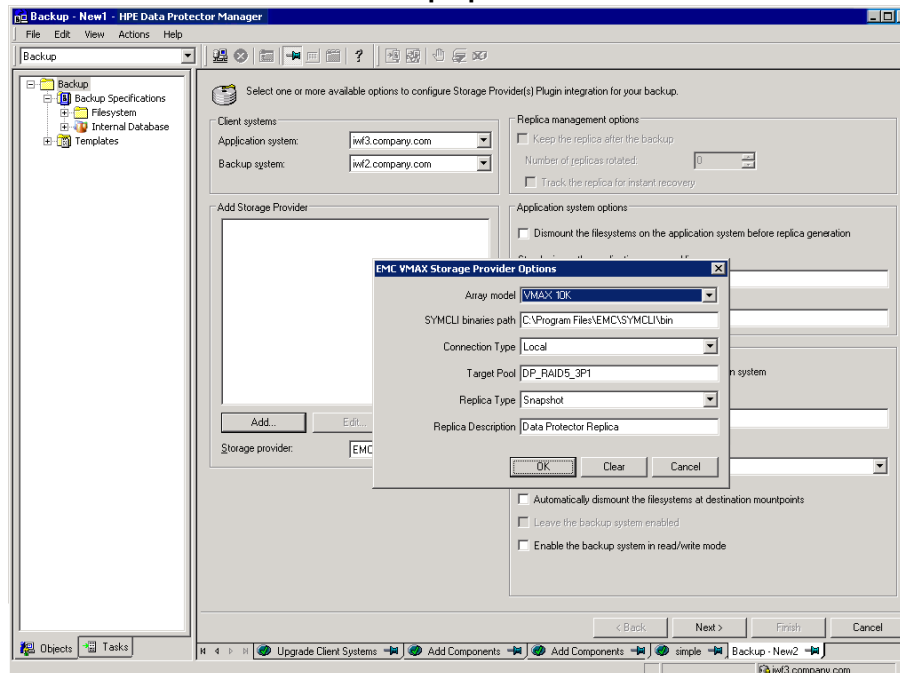 Backup - New1 - HPE Data Protector Manager
File Edit View Actions Help
Backup
Backup
Backup Specifications
Filesystem
Internal Database
Templates
Select one or more available options to configure Storage Provider(s) Plugin integration for your backup.
Client systems
Application system: iwf3.company.com
Backup system: iwf2.company.com
Replica management options
Keep the replica after the backup
Number of replicas rotated: 0
Track the replica for instant recovery
Add Storage Provider
Application system options
Dismount the filesystems on the application system before replica generation
EMC VMAX Storage Provider Options
Array model VMAX 10K
SYMCLI binaries path C:\Program Files\EMC\SYMCLI\bin
Connection Type Local
Target Pool DP_RAID5_3P1
n system
Replica Type Snapshot
Replica Description Data Protector Replica
Add... Edit...
Storage provider: EMC
OK Clear Cancel
Automatically dismount the filesystems at destination mountpoints
Leave the backup system enabled
Enable the backup system in read/write mode
< Back Next > Finish Cancel
Objects Tasks
Upgrade Client Systems Add Components Add Components simple Backup - New2
iwf3.company.com